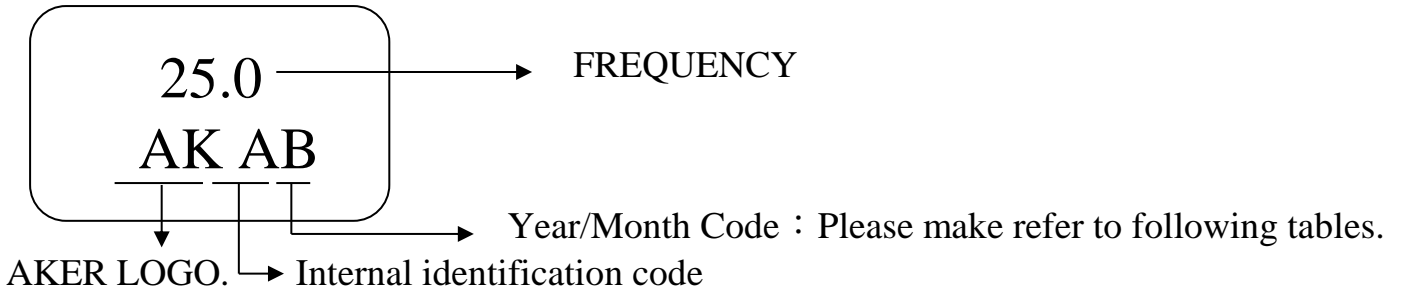 25.0 FREQUENCY
AK AB
Year/Month Code：Please make refer to following tables.
AKER LOGO. Internal identification code